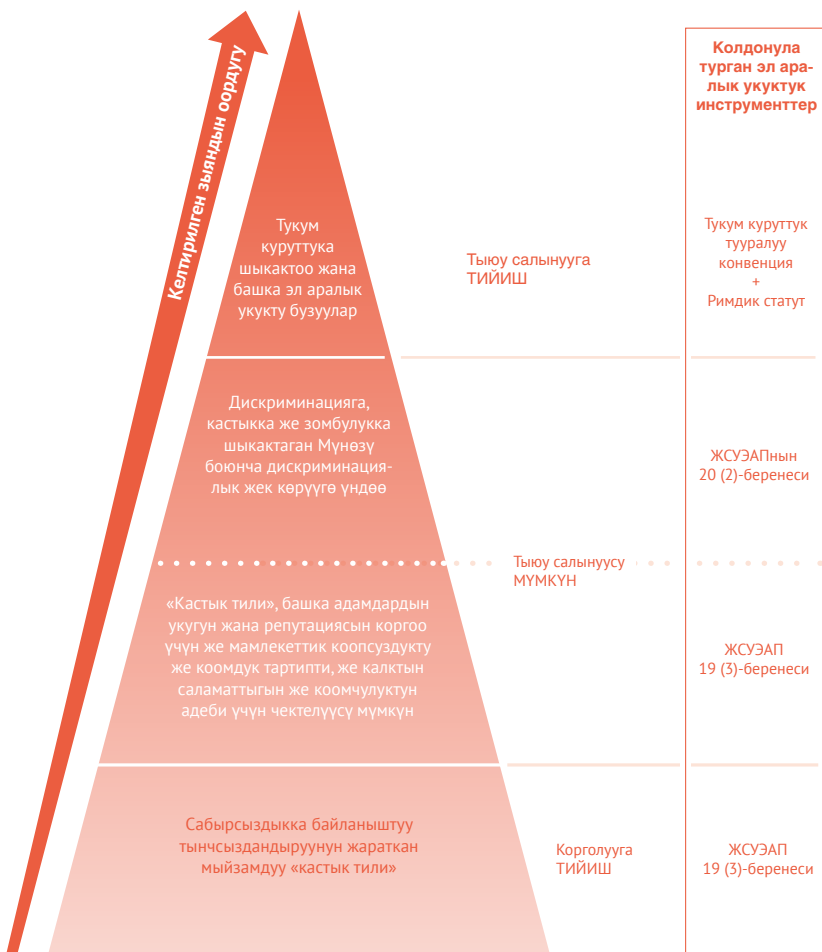 Келтирилген зыяндын оордугу
Колдонула
турган эл ара-
лык укуктук
инструменттер
Тукум
куруттука
шыкактоо жана
башка эл аралык
укукту бузуулар
Тыюу салынууга
ТИЙИШ
Тукум куруттук
тууралуу
конвенция
+
Римдик статут
Дискриминацияга,
кастыкка же зомбулукка
шыкактаган Мүнөзү
боюнча дискриминация-
лык жек көрүүгө үндөө
ЖСУЭАПнын
20 (2)-беренеси
Тыюу салынуусу
МҮМКҮН
«Кастык тили», башка адамдардын
укугун жана репутациясын коргоо
үчүн же мамлекеттик коопсуздукту
же коомдук тартипти, же калктын
саламаттыгын же коомчулуктун
адеби үчүн чектелүүсү мүмкүн
ЖСУЭАП
19 (3)-беренеси
Сабырсыздыкка байланыштуу
тынчсыздандыруунун жараткан
мыйзамдуу «кастык тили»
Корголууга
ТИЙИШ
ЖСУЭАП
19 (3)-беренеси